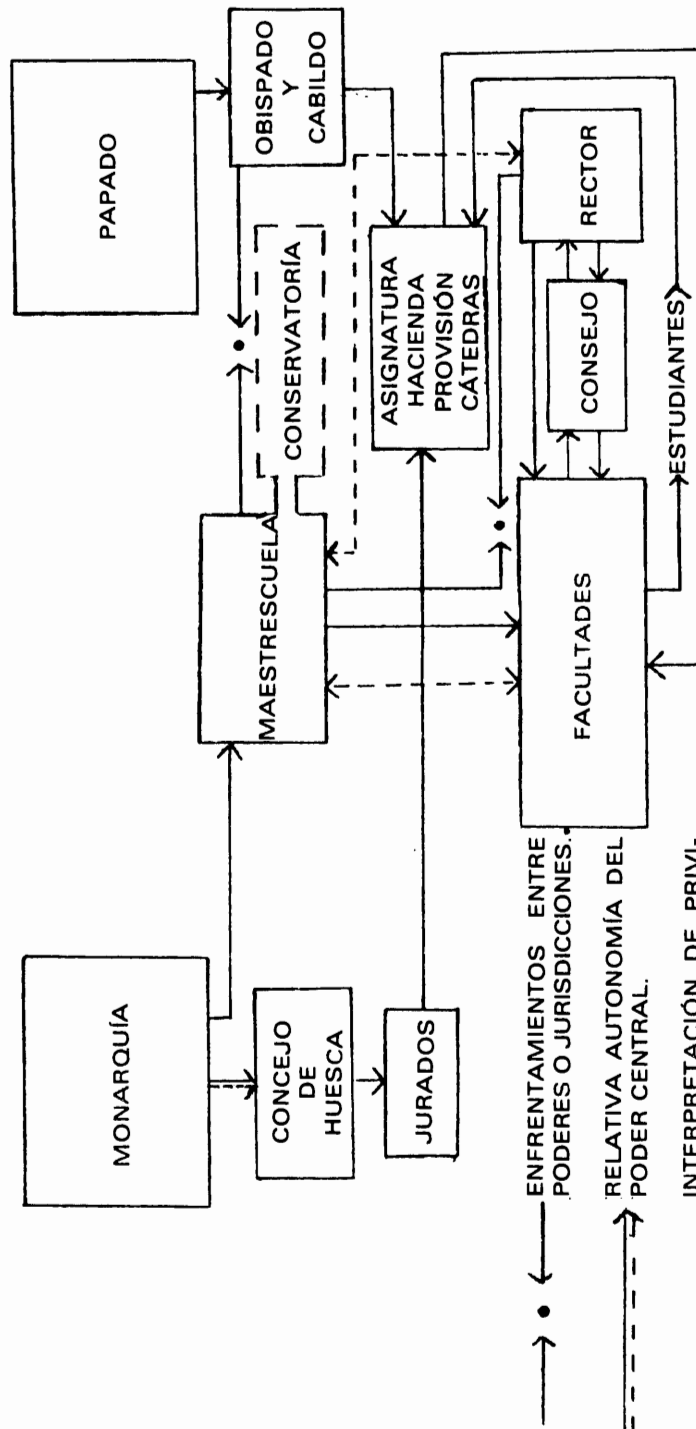 PAPADO
MONARQUÍA
OBISPADO
Y
CABILDO
CONSERVATORÍA
MAESTRESCUELA
CONCEJO
DE
HUESCA
ASIGNATURA
HACIENDA
PROVISIÓN
CÁTEDRAS
JURADOS
RECTOR
CONSEJO
FACULTADES
ESTUDIANTES
ENFRENTAMIENTOS ENTRE
PODERES O JURISDICCIONES.
RELATIVA AUTONOMÍA DEL
PODER CENTRAL.
INTERPRETACIÓN DE PRIVI-